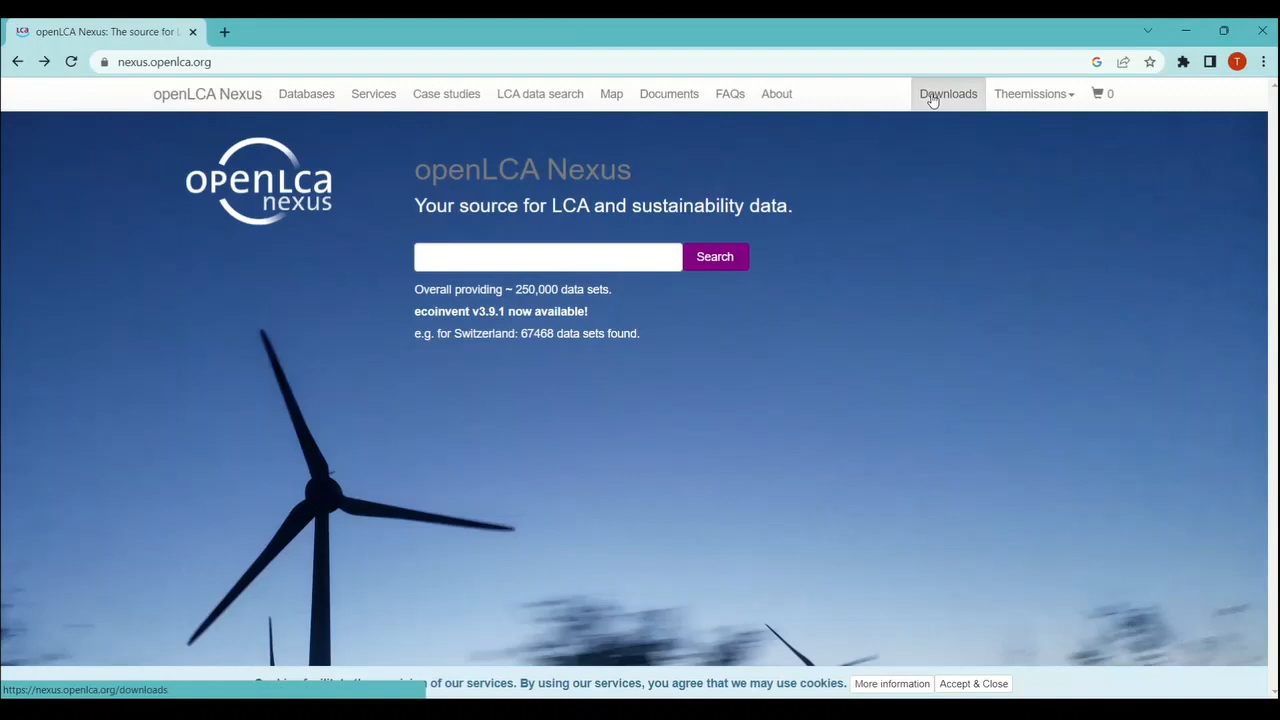 openLCA Nexus: The source for L
nexus.openlca.org
T
openLCA Nexus Databases Services Case studies LCA data search Map Documents FAQs About Downloads Theemissions 0
openLca
nexus
openLCA Nexus
Your source for LCA and sustainability data.
Search
Overall providing ~ 250,000 data sets.
ecoinvent v3.9.1 now available!
e.g. for Switzerland: 67468 data sets found.
of our services. By using our services, you agree that we may use cookies. More information Accept & Close
https://nexus.openlca.org/downloads